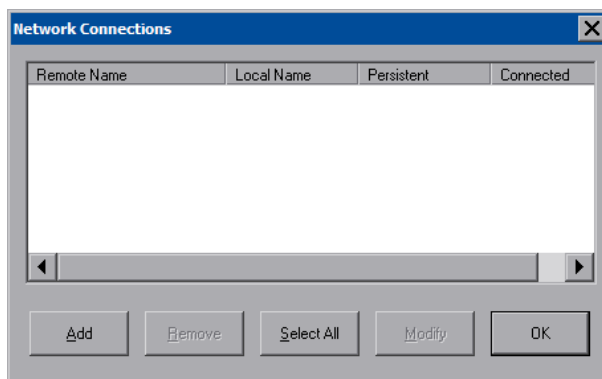 Network Connections
Remote Name Local Name Persistent Connected
Add Remove Select All Modify OK